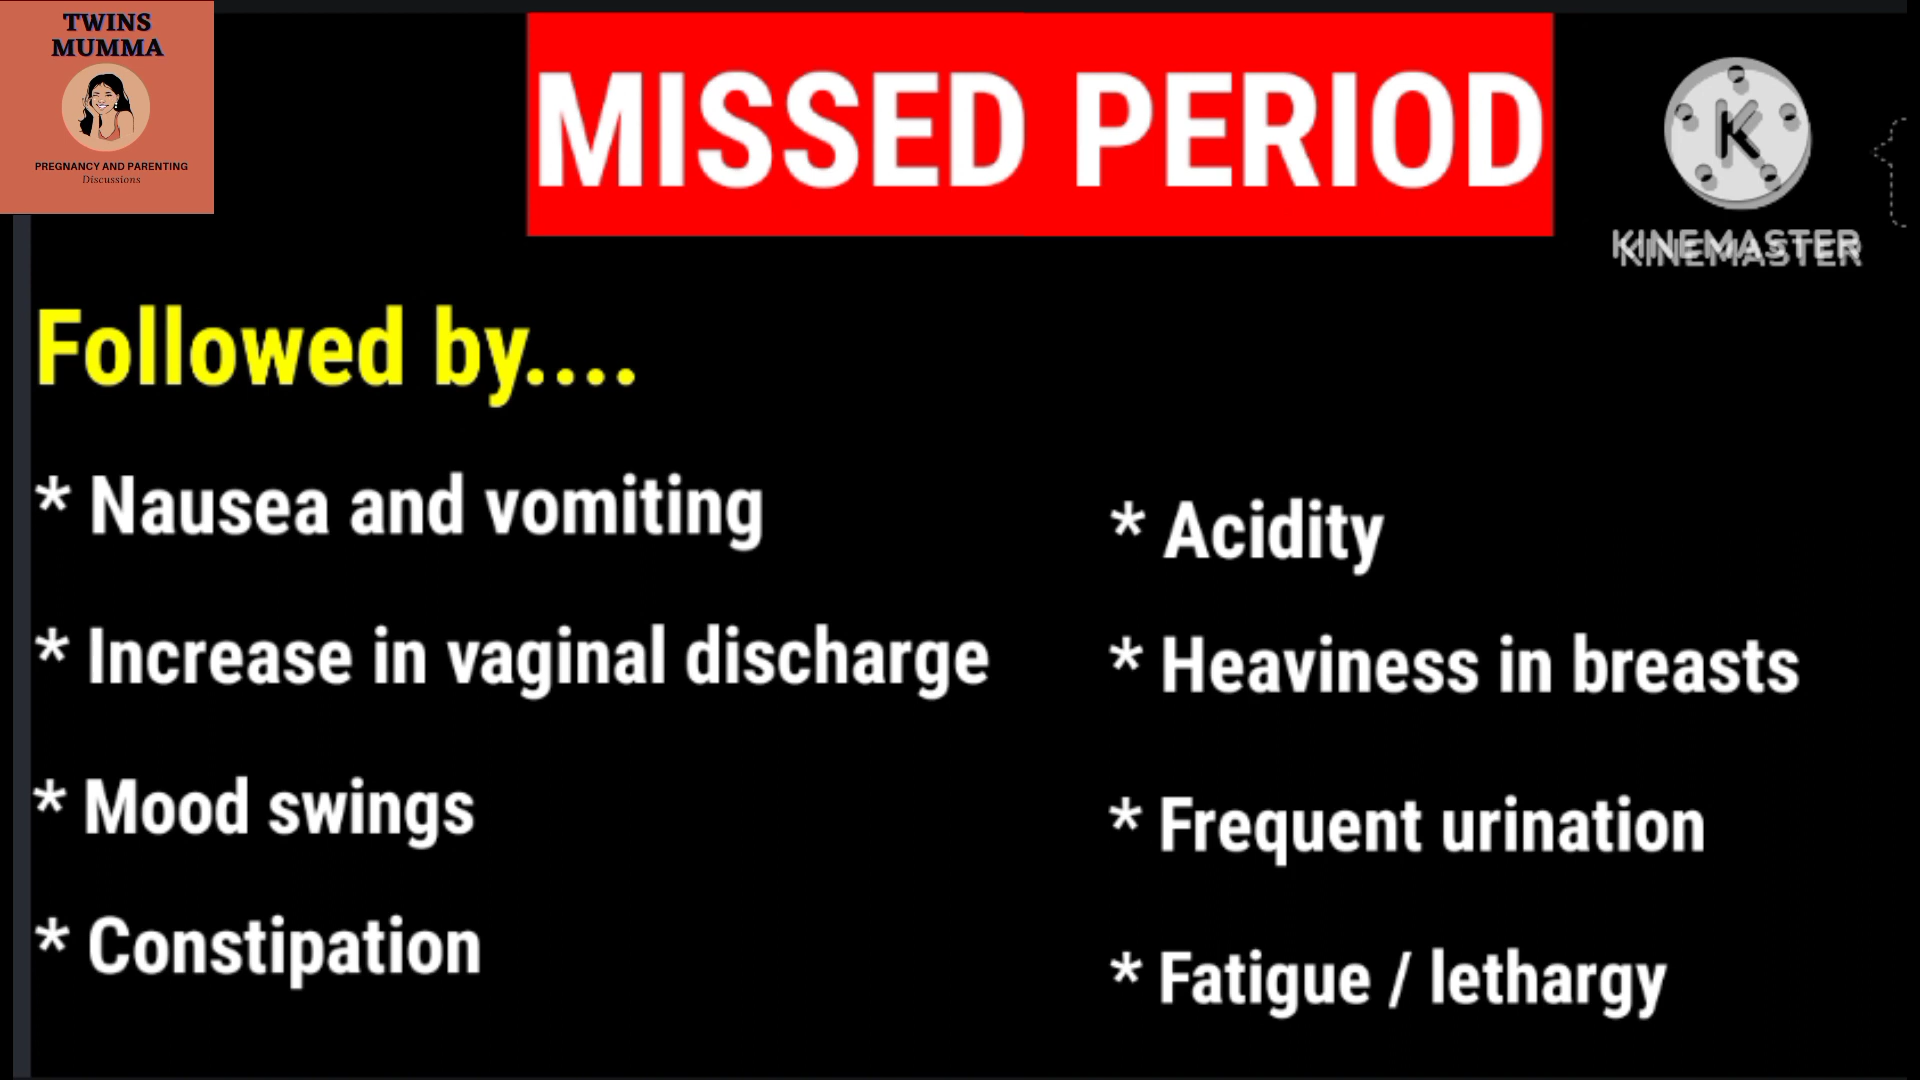 TWINS
MUMMA
PREGNANCY AND PARENTING
Discussions
MISSED PERIOD
K
KINEMASTER
Followed by....
* Nausea and vomiting
* Increase in vaginal discharge
* Mood swings
* Constipation
* Acidity
* Heaviness in breasts
* Frequent urination
* Fatigue / lethargy